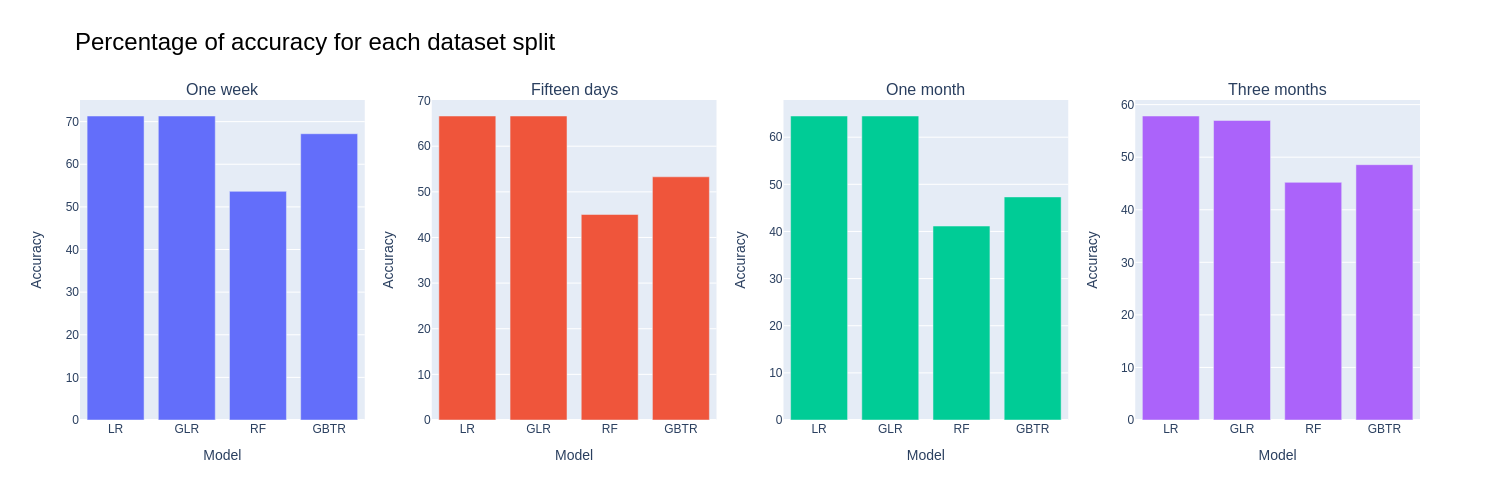 Percentage of accuracy for each dataset split
One week
Fifteen days
One month
Three months
Accuracy
70
60
50
40
30
20
10
0
LR GLR RF GBTR
Model
Accuracy
70
60
50
40
30
20
10
0
LR GLR RF GBTR
Model
Accuracy
60
50
40
30
20
10
0
LR GLR RF GBTR
Model
Accuracy
60
50
40
30
20
10
0
LR GLR RF GBTR
Model